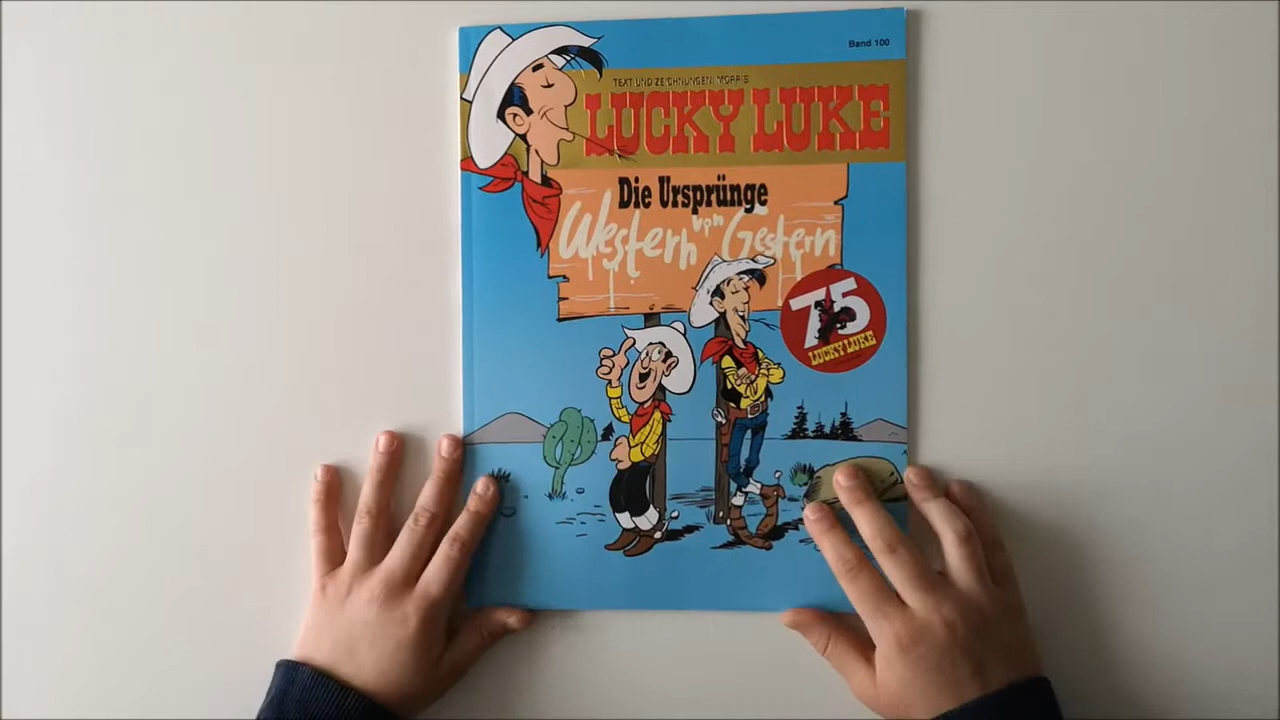 Band 100
TEXT UND ZEICHNUNGEN: MORRIS
LUCKY LUKE
Die Ursprünge
Western von Gestern
75
LUCKY LUKE